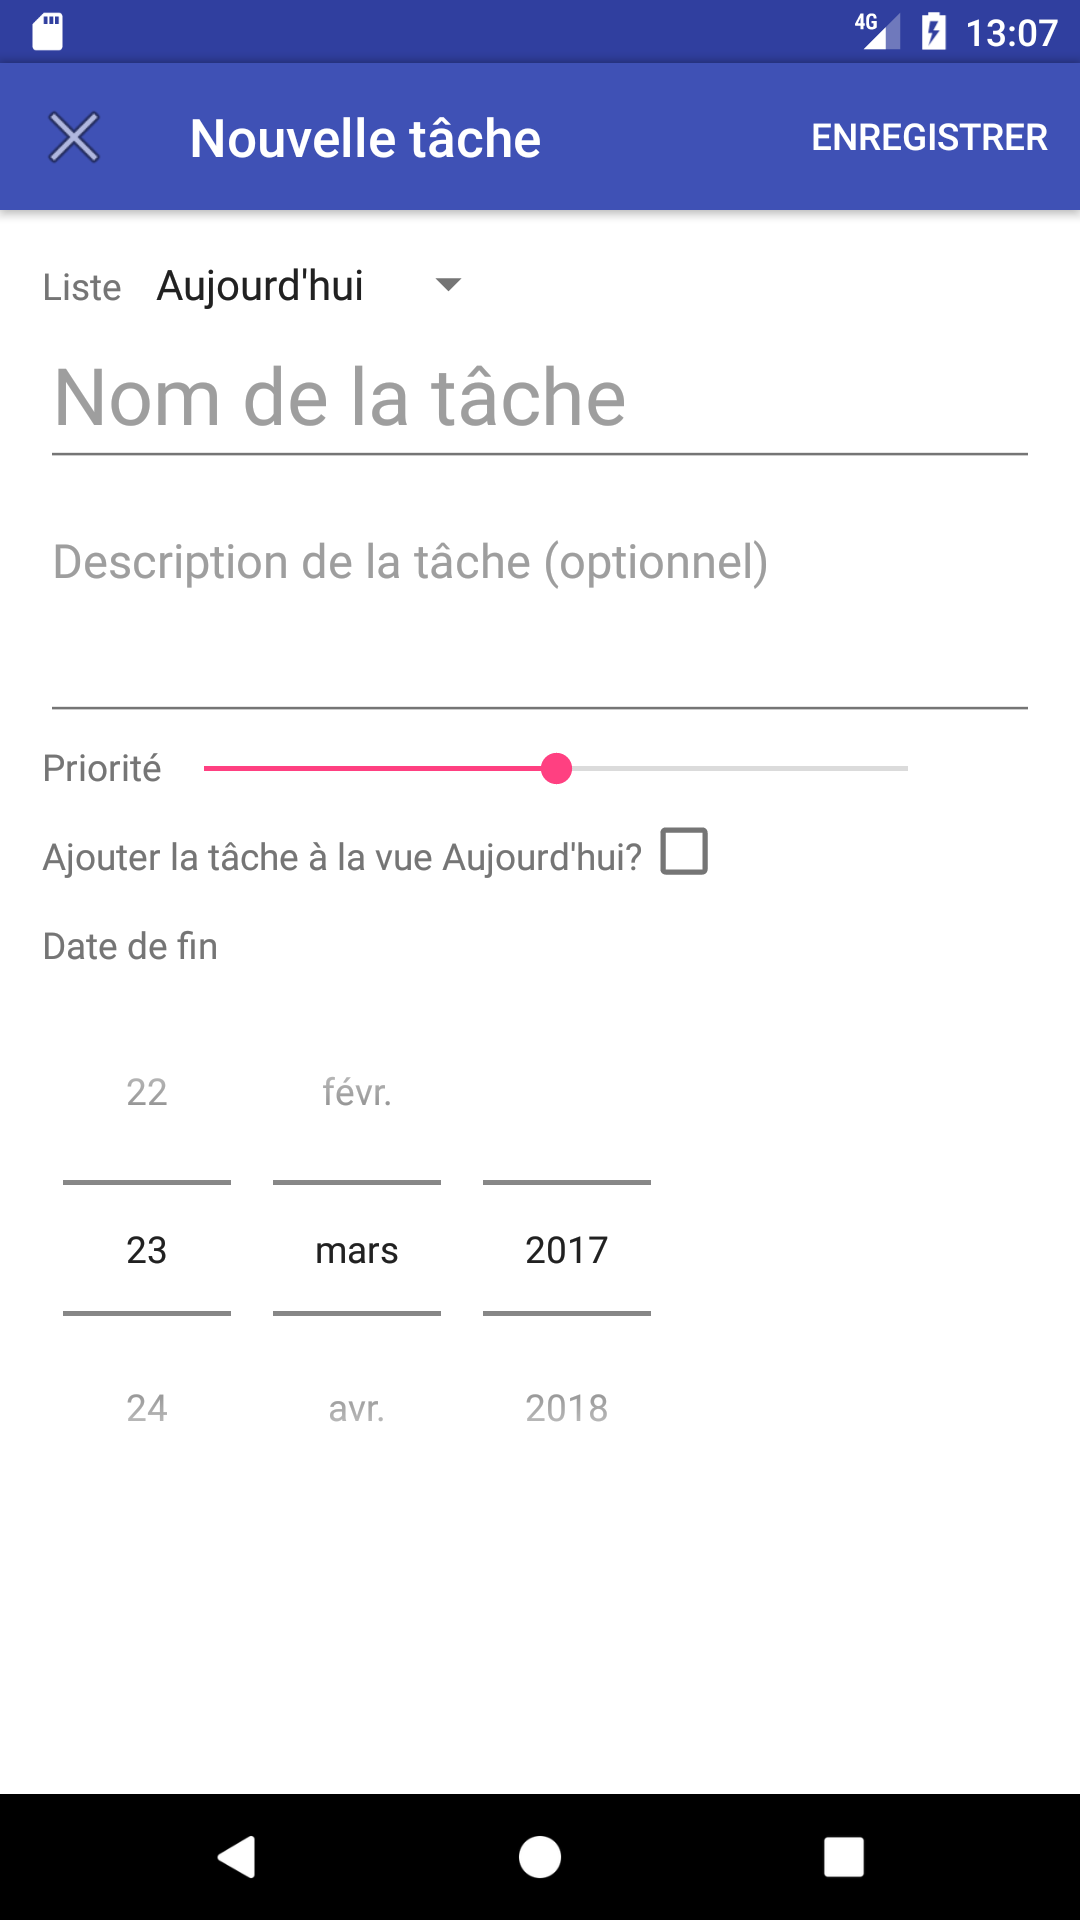 4G 13:07
Nouvelle tâche ENREGISTRER
Liste Aujourd'hui
Nom de la tâche
Description de la tâche (optionnel)
Priorité
Ajouter la tâche à la vue Aujourd'hui?
Date de fin
22 févr.
23 mars 2017
24 avr. 2018